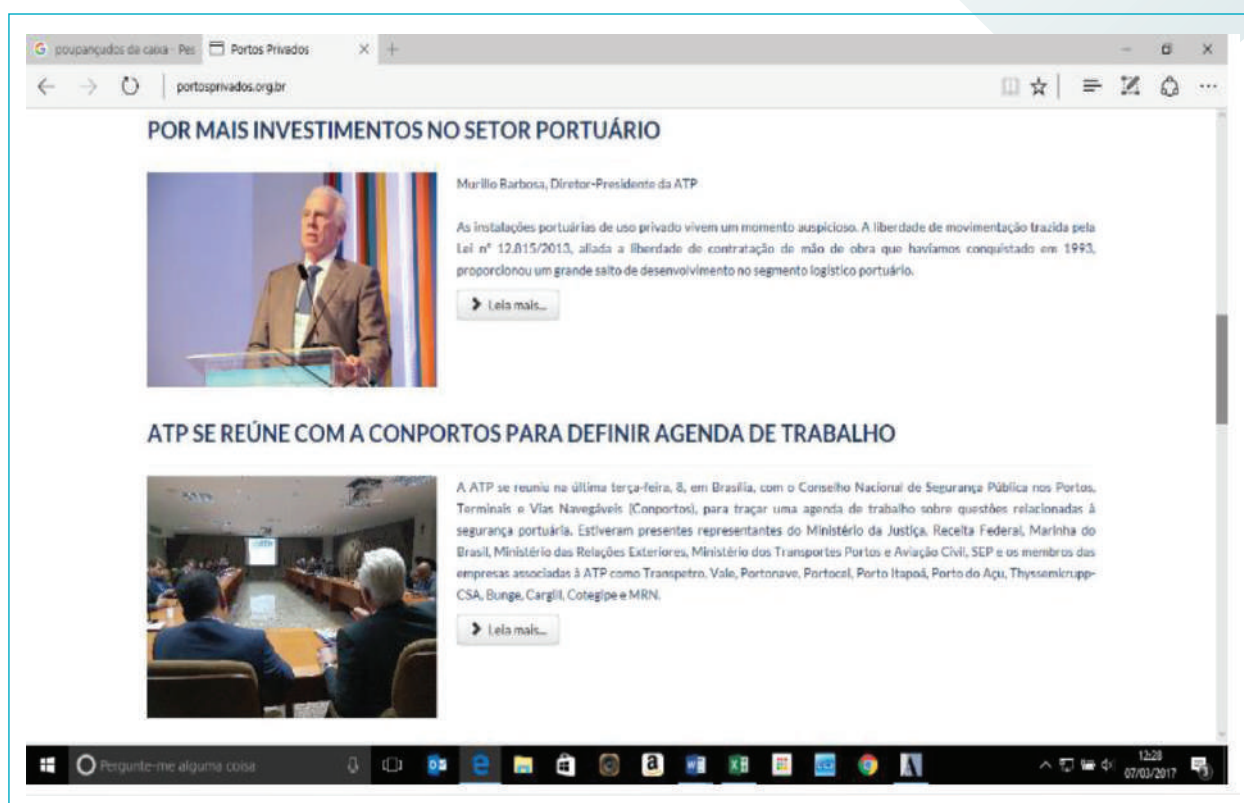 poupançudos da caixa - Pes
Portos Privados
portosprivados.org.br
POR MAIS INVESTIMENTOS NO SETOR PORTUÁRIO
Murillo Barbosa, Diretor-Presidente da ATP
As instalações portuárias de uso privado vivem um momento auspicioso. A liberdade de movimentação trazida pela
Lei nº 12.815/2013, aliada a liberdade de contratação de mão de obra que havíamos conquistado em 1993,
proporcionou um grande salto de desenvolvimento no segmento logístico portuário.
Leia mais...
ATP SE REÚNE COM A CONPORTOS PARA DEFINIR AGENDA DE TRABALHO
A ATP se reuniu na última terça-feira, 8, em Brasília, com o Conselho Nacional de Segurança Pública nos Portos,
Terminais e Vias Navegáveis (Conportos), para traçar uma agenda de trabalho sobre questões relacionadas à
segurança portuária. Estiveram presentes representantes do Ministério da Justiça, Receita Federal, Marinha do
Brasil, Ministério das Relações Exteriores, Ministério dos Transportes Portos e Aviação Civil, SEP e os membros das
empresas associadas à ATP como Transpetro, Vale, Portonave, Portocel, Porto Itapoá, Porto do Açu, Thyssemkrupp-
CSA, Bunge, Cargill, Cotegipe e MRN.
Leia mais...
Pergunte-me alguma coisa
12:28
07/03/2017